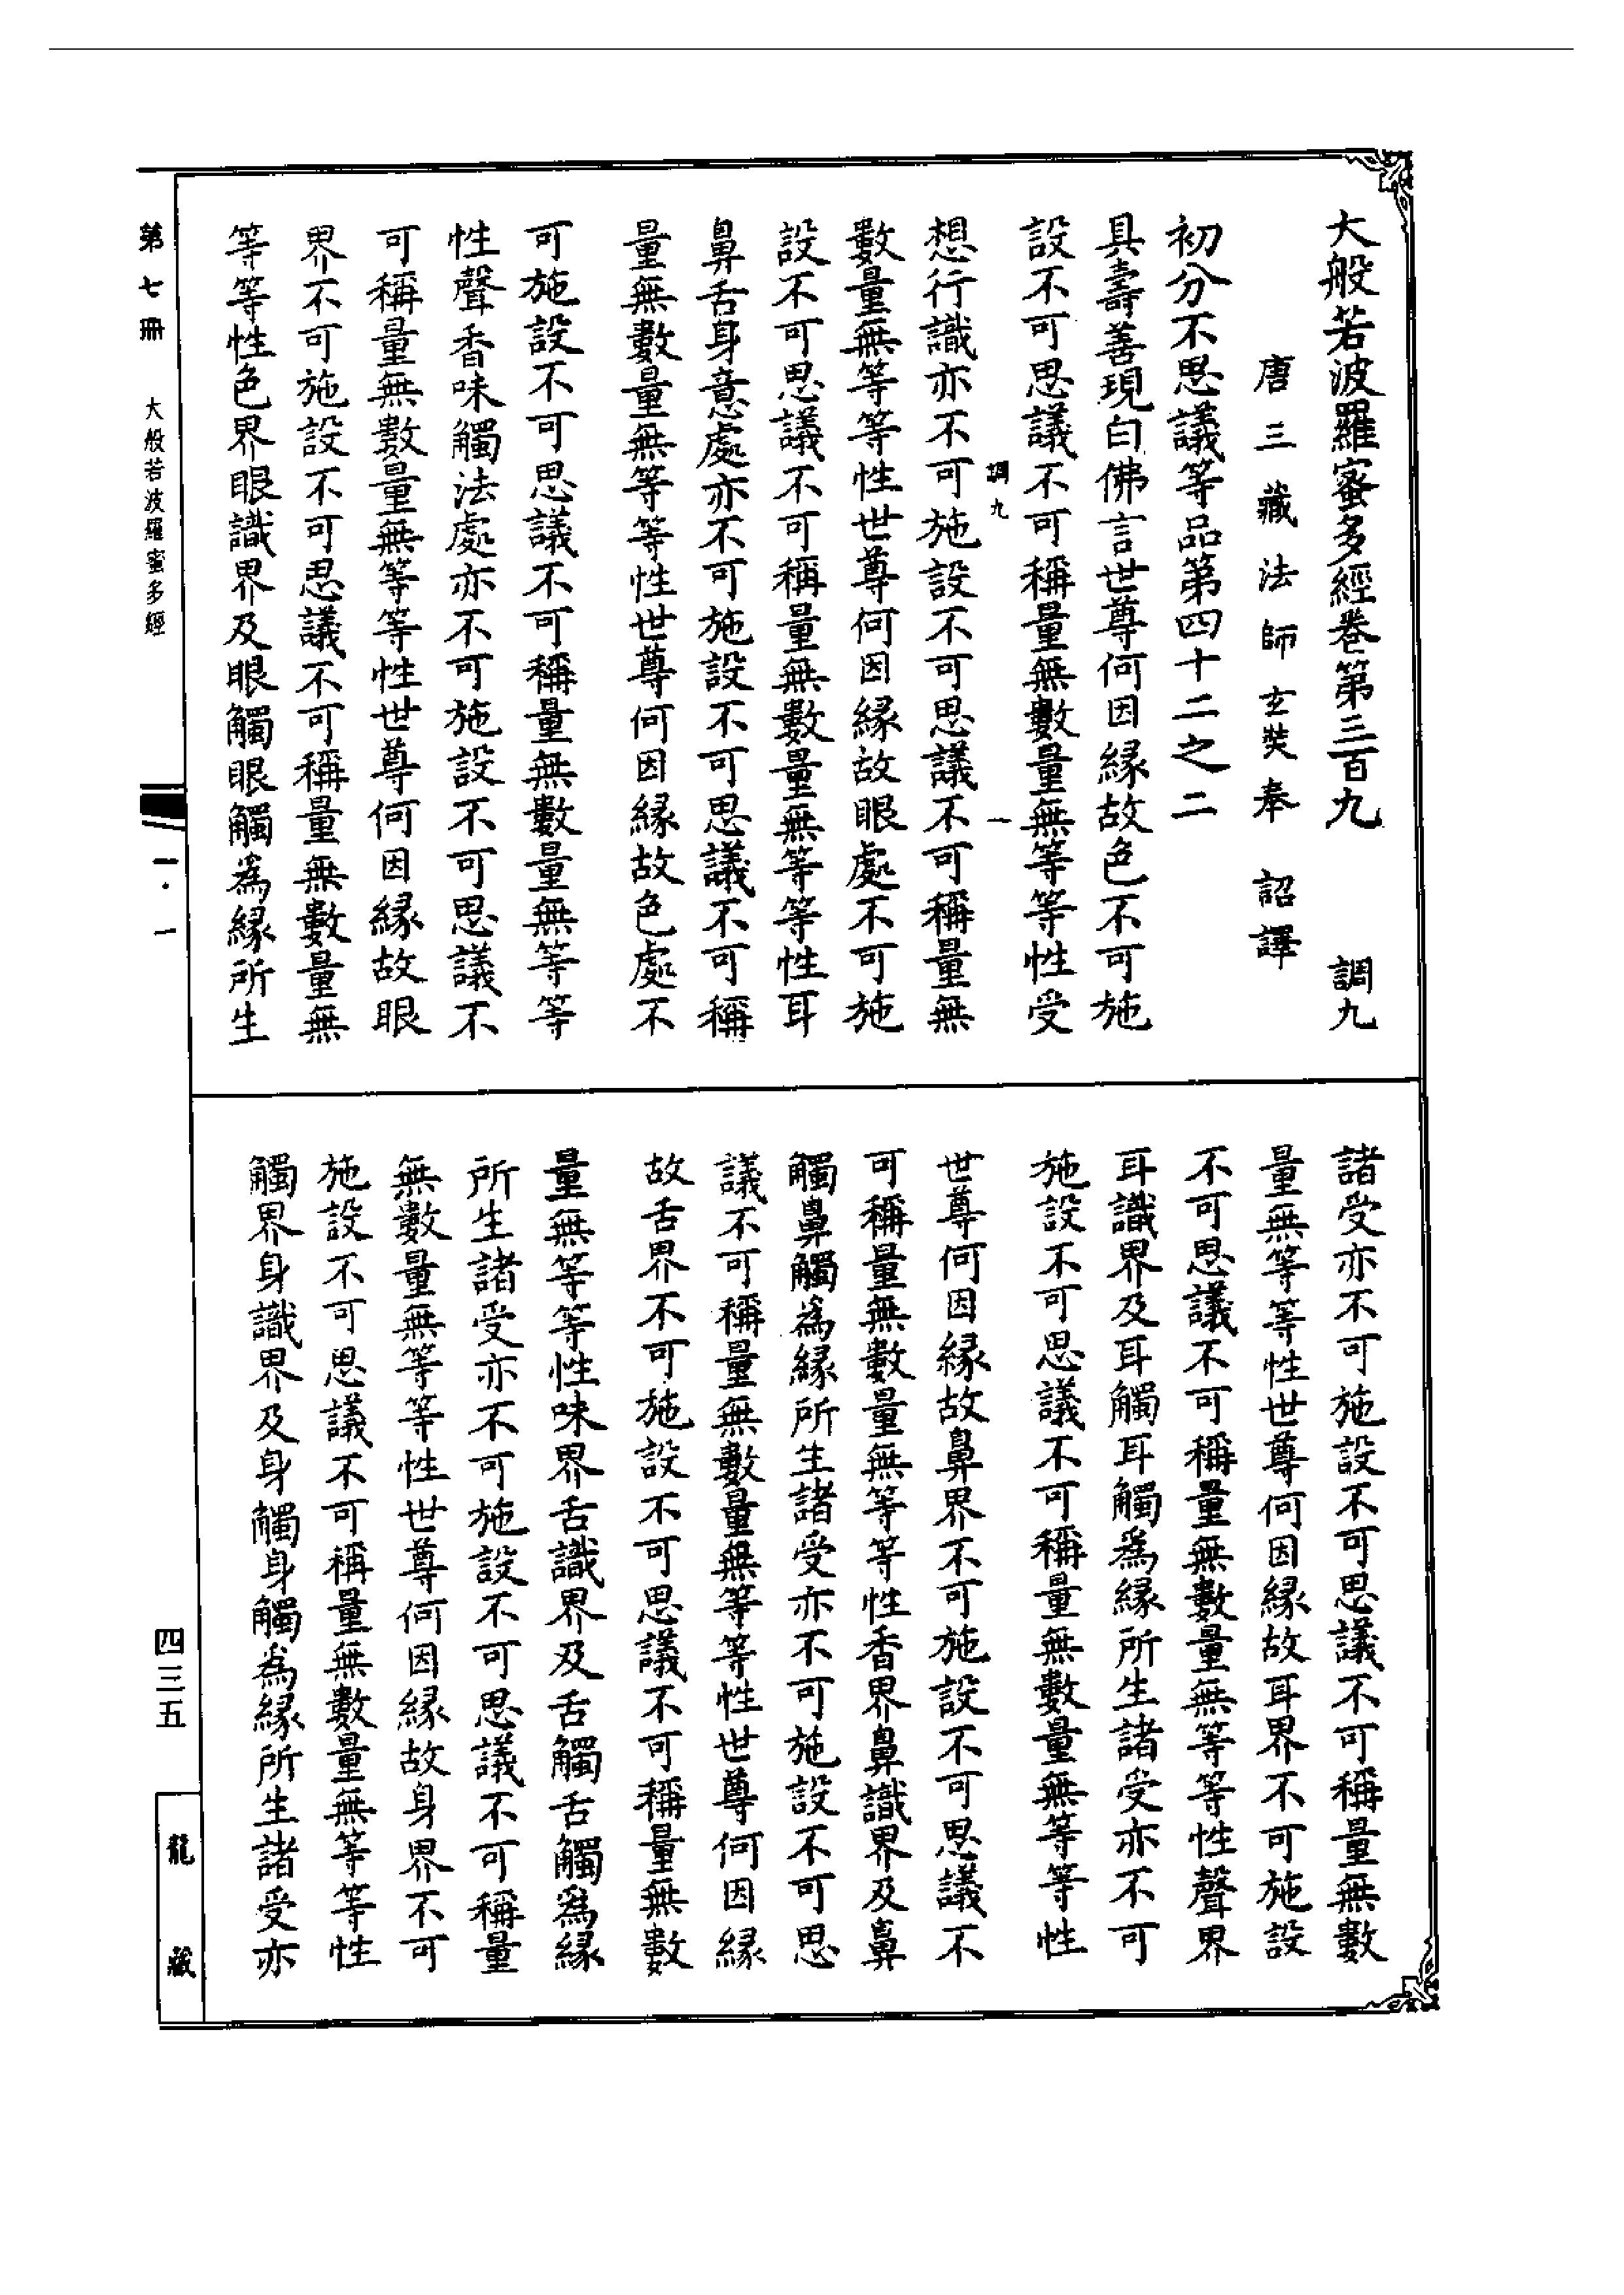 大般若波羅蜜多經卷第三百九　調九
唐三藏法師玄奘奉　詔譯
初分不思議等品第四十二之二
具壽善現白佛言世尊何因緣故色不可施
設不可思議不可稱量無數量無等等性受
調九　一
想行識亦不可施設不可思議不可稱量無
數量無等等性世尊何因緣故眼處不可施
設不可思議不可稱量無數量無等等性耳
鼻舌身意處亦不可施設不可思議不可稱
量無數量無等等性世尊何因緣故色處不
可施設不可思議不可稱量無數量無等等
性聲香味觸法處亦不可施設不可思議不
可稱量無數量無等等性世尊何因緣故眼
界不可施設不可思議不可稱量無數量無
等等性色界眼識界及眼觸眼觸為緣所生
諸受亦不可施設不可思議不可稱量無數
量無等等性世尊何因緣故耳界不可施設
不可思議不可稱量無數量無等等性聲界
耳識界及耳觸耳觸為緣所生諸受亦不可
施設不可思議不可稱量無數量無等等性
世尊何因緣故鼻界不可施設不可思議不
可稱量無數量無等等性香界鼻識界及鼻
觸鼻觸為緣所生諸受亦不可施設不可思
議不可稱量無數量無等等性世尊何因緣
故舌界不可施設不可思議不可稱量無數
量無等等性味界舌識界及舌觸舌觸為緣
所生諸受亦不可施設不可思議不可稱量
無數量無等等性世尊何因緣故身界不可
施設不可思議不可稱量無數量無等等性
觸界身識界及身觸身觸為緣所生諸受亦
第七冊　大般若波羅蜜多經　一·一
四三五
龍藏